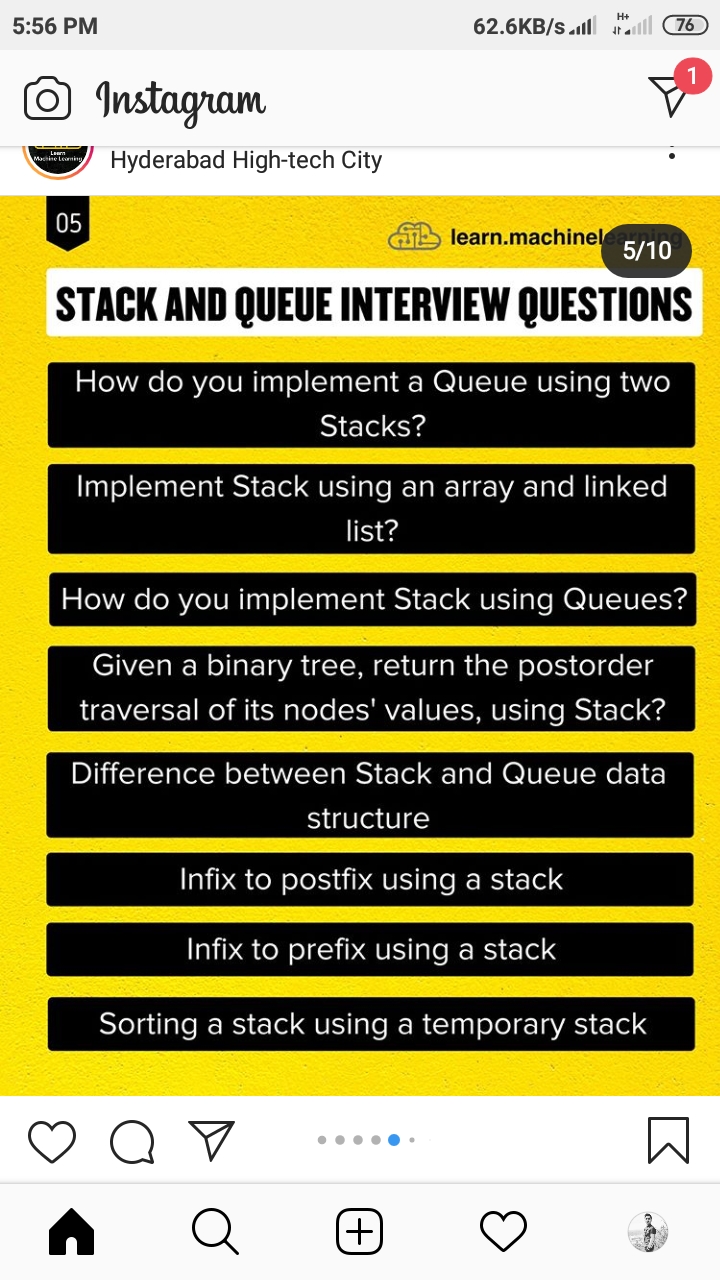 5:56 PM
62.6KB/s
H+
76
Instagram
1
Learn
Machine Learning
Hyderabad High-tech City
05
learn.machinelearning
5/10
STACK AND QUEUE INTERVIEW QUESTIONS
How do you implement a Queue using two
Stacks?
Implement Stack using an array and linked
list?
How do you implement Stack using Queues?
Given a binary tree, return the postorder
traversal of its nodes' values, using Stack?
Difference between Stack and Queue data
structure
Infix to postfix using a stack
Infix to prefix using a stack
Sorting a stack using a temporary stack